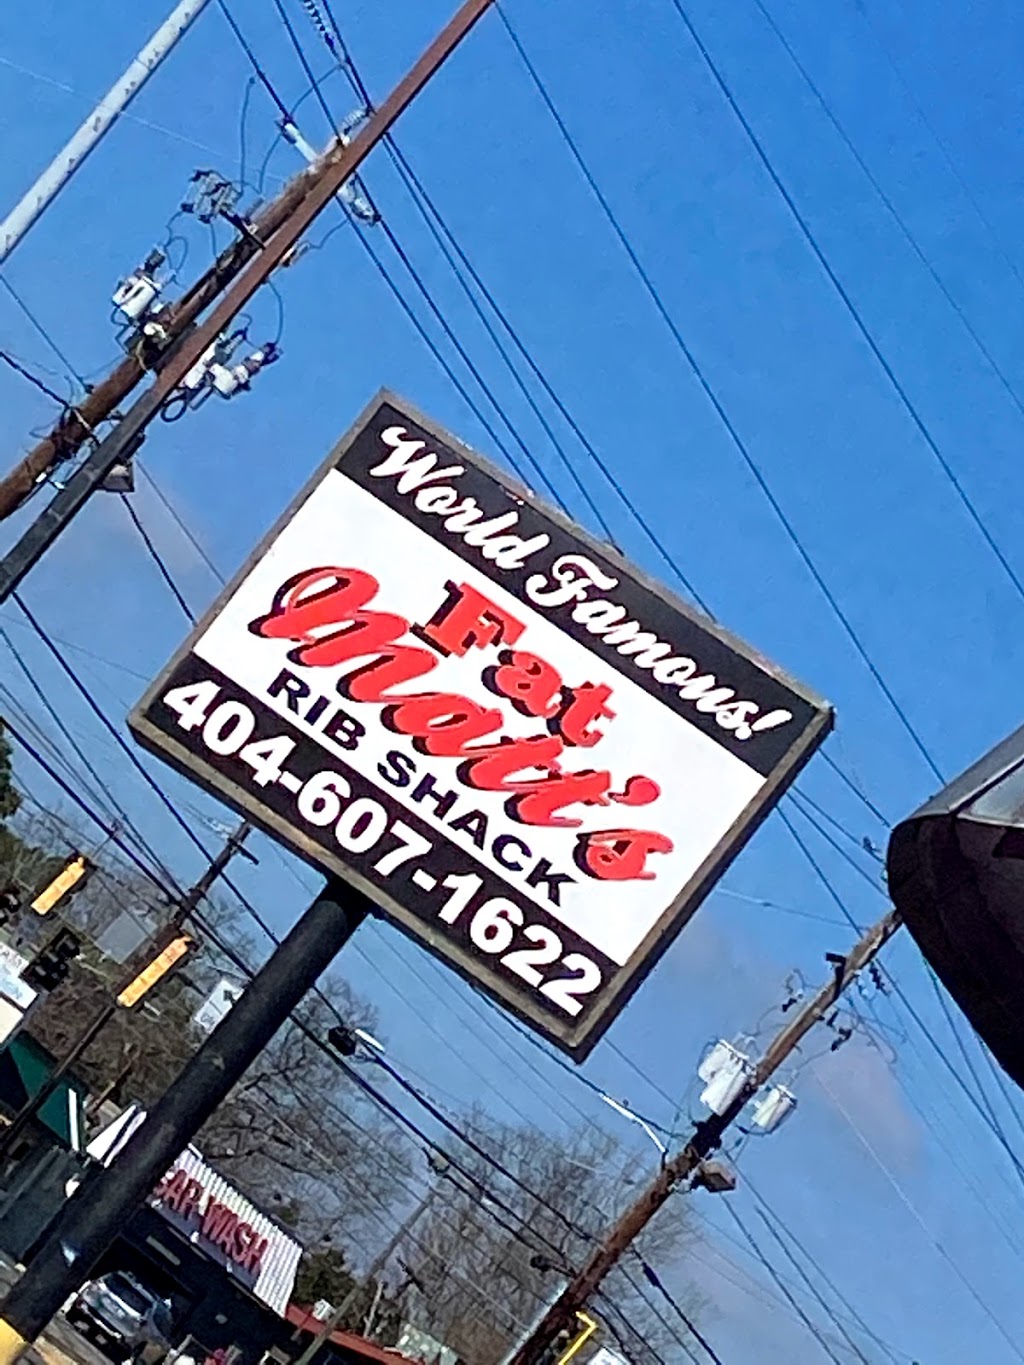 World Famous!
Fat
Matt's
RIB SHACK
404-607-1622
CAR WASH